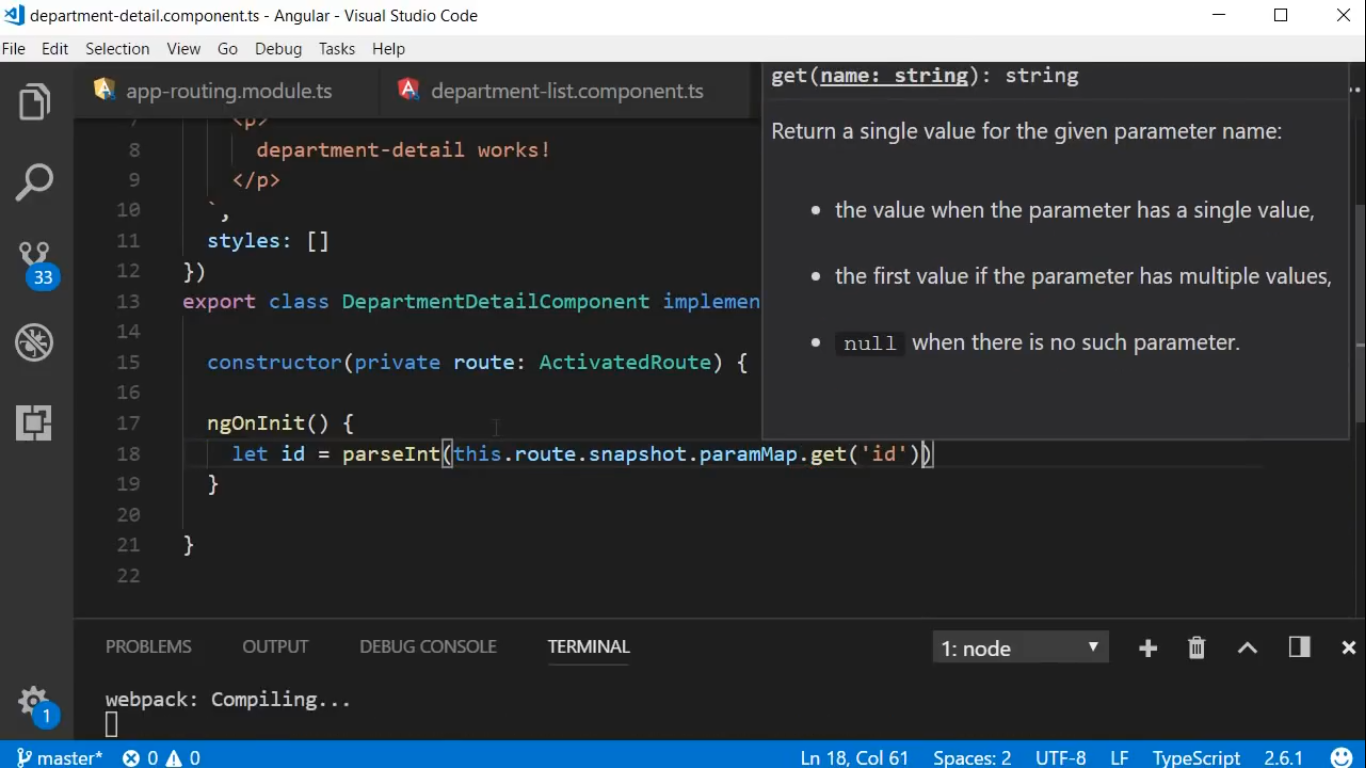 department-detail.component.ts - Angular - Visual Studio Code
File Edit Selection View Go Debug Tasks Help
app-routing.module.ts department-list.component.ts
get(name: string): string
Return a single value for the given parameter name:
• the value when the parameter has a single value,
• the first value if the parameter has multiple values,
• null when there is no such parameter.
7 <p>
8 department-detail works!
9 </p>
10 `,
11 styles: []
12 })
13 export class DepartmentDetailComponent implemen
14
15 constructor(private route: ActivatedRoute) {
16
17 ngOnInit() {
18 let id = parseInt(this.route.snapshot.paramMap.get('id'))
19 }
20
21 }
22
33
1
PROBLEMS OUTPUT DEBUG CONSOLE TERMINAL 1: node
webpack: Compiling...
master* 0 0 Ln 18, Col 61 Spaces: 2 UTF-8 LF TypeScript 2.6.1